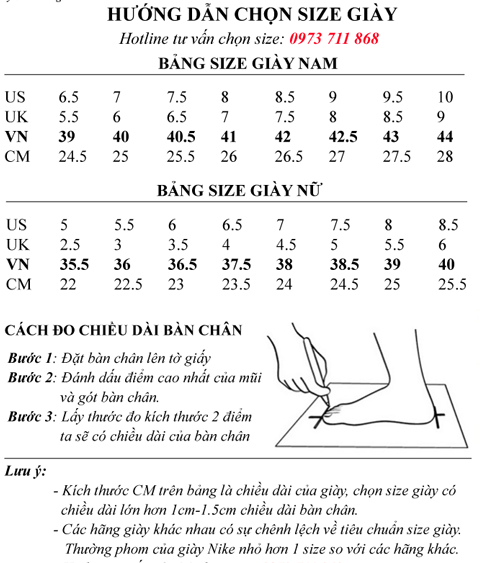 HƯỚNG DẪN CHỌN SIZE GIÀY
Hotline tư vấn chọn size: 0973 711 868
BẢNG SIZE GIÀY NAM
US 6.5 7 7.5 8 8.5 9 9.5 10
UK 5.5 6 6.5 7 7.5 8 8.5 9
VN 39 40 40.5 41 42 42.5 43 44
CM 24.5 25 25.5 26 26.5 27 27.5 28
BẢNG SIZE GIÀY NỮ
US 5 5.5 6 6.5 7 7.5 8 8.5
UK 2.5 3 3.5 4 4.5 5 5.5 6
VN 35.5 36 36.5 37.5 38 38.5 39 40
CM 22 22.5 23 23.5 24 24.5 25 25.5
CÁCH ĐO CHIỀU DÀI BÀN CHÂN
Bước 1: Đặt bàn chân lên tờ giấy
Bước 2: Đánh dấu điểm cao nhất của mũi
và gót bàn chân.
Bước 3: Lấy thước đo kích thước 2 điểm
ta sẽ có chiều dài của bàn chân
Lưu ý:
- Kích thước CM trên bảng là chiều dài của giày, chọn size giày có
chiều dài lớn hơn 1cm-1.5cm chiều dài bàn chân.
- Các hãng giày khác nhau có sự chênh lệch về tiêu chuẩn size giày.
Thường phom của giày Nike nhỏ hơn 1 size so với các hãng khác.